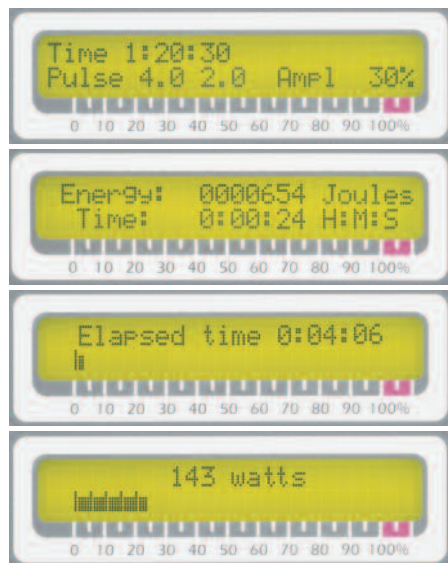 Time 1:20:30
Pulse 4.0 2.0 Ampl 30%
0 10 20 30 40 50 60 70 80 90 100%
Energy: 0000654 Joules
Time: 0:00:24 H:M:S
0 10 20 30 40 50 60 70 80 90 100%
Elapsed time 0:04:06
0 10 20 30 40 50 60 70 80 90 100%
143 watts
0 10 20 30 40 50 60 70 80 90 100%